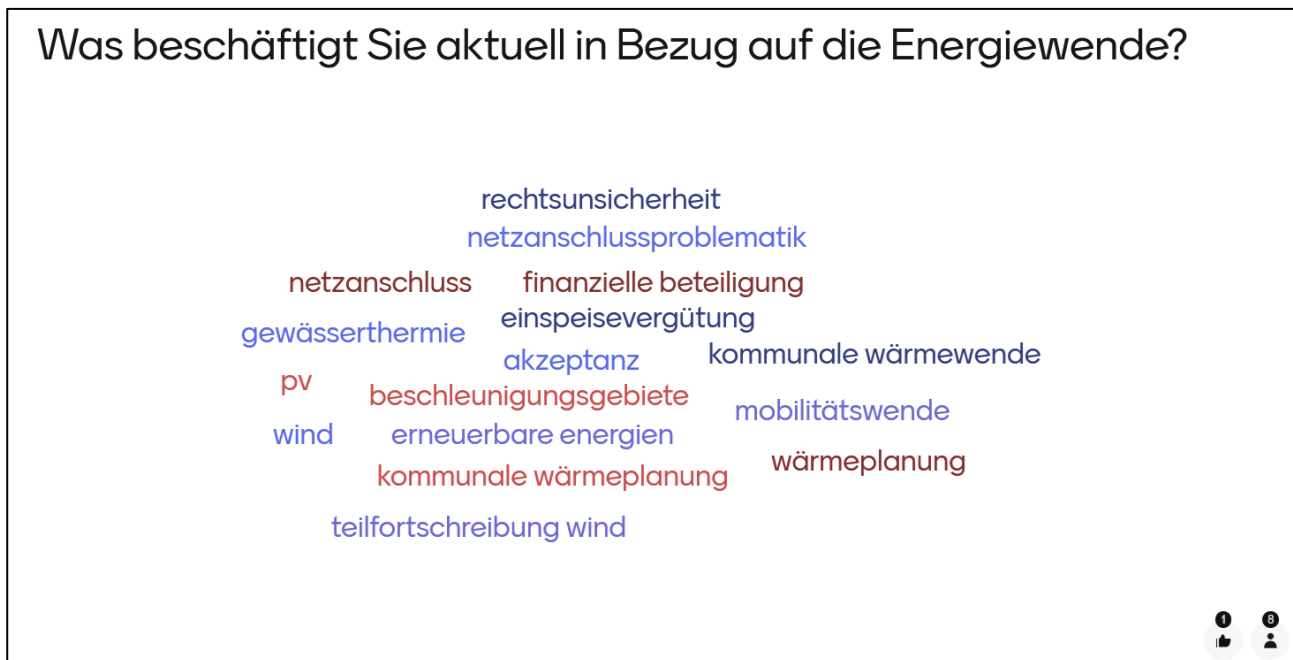 Was beschäftigt Sie aktuell in Bezug auf die Energiewende?
rechtsunsicherheit
netzanschlussproblematik
netzanschluss finanzielle beteiligung
einspeisevergütung
gewässerthermie
kommunale wärmewende
akzeptanz
pv
beschleunigungsgebiete
mobilitätswende
wind erneuerbare energien
wärmeplanung
kommunale wärmeplanung
teilfortschreibung wind
1 8